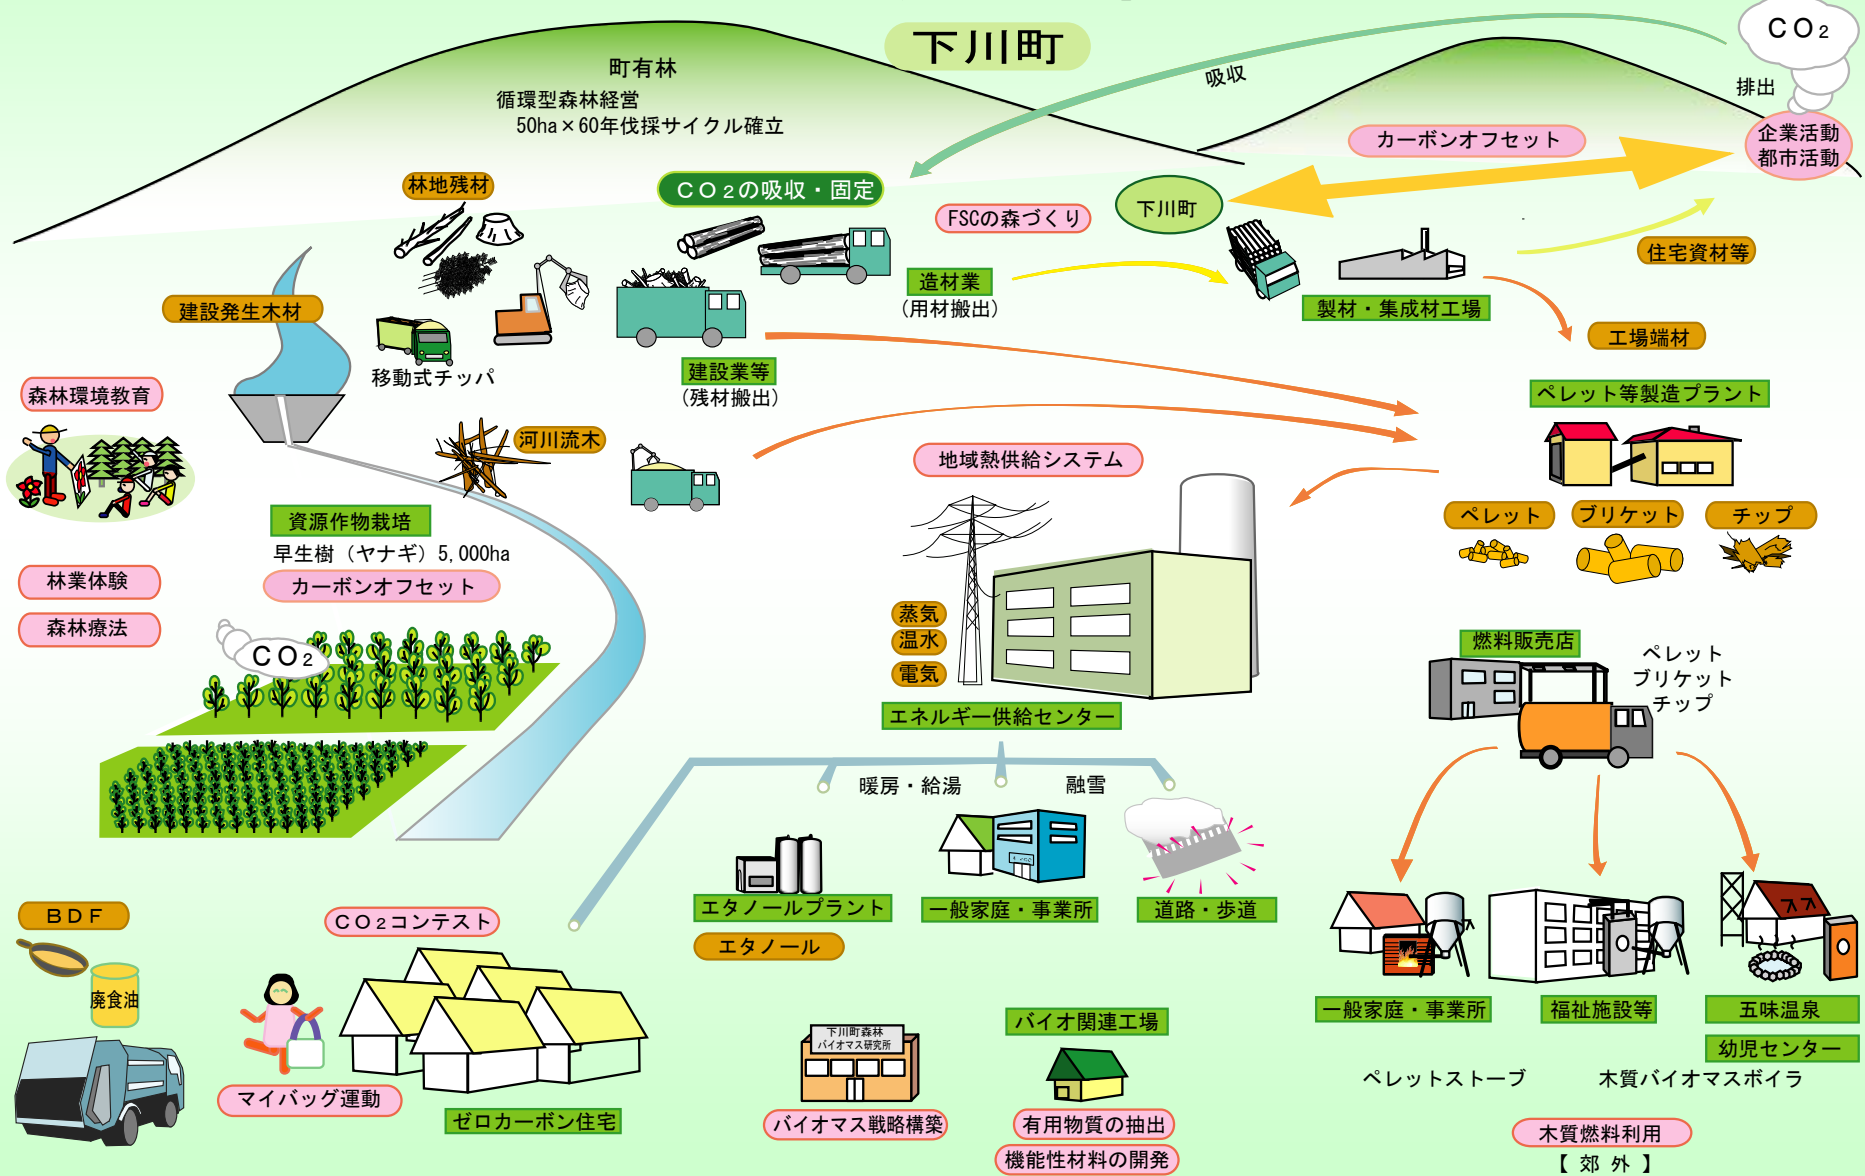 下川町
CO2
町有林
吸収
排出
循環型森林経営
50ha×60年伐採サイクル確立
企業活動
都市活動
カーボンオフセット
林地残材
CO2の吸収・固定
下川町
FSCの森づくり
住宅資材等
造材業
(用材搬出)
建設発生木材
製材・集成材工場
工場端材
移動式チッパ
建設業等
(残材搬出)
森林環境教育
ペレット等製造プラント
河川流木
地域熱供給システム
資源作物栽培
早生樹（ヤナギ）5,000ha
カーボンオフセット
ペレット
ブリケット
チップ
林業体験
森林療法
CO2
蒸気
温水
電気
燃料販売店
ペレット
ブリケット
チップ
エネルギー供給センター
暖房・給湯
融雪
エタノールプラント
エタノール
一般家庭・事業所
道路・歩道
BDF
廃食油
CO2コンテスト
マイバッグ運動
ゼロカーボン住宅
下川町森林
バイオマス研究所
バイオマス戦略構築
バイオ関連工場
有用物質の抽出
機能性材料の開発
一般家庭・事業所
福祉施設等
五味温泉
幼児センター
ペレットストーブ
木質バイオマスボイラ
木質燃料利用
【郊外】